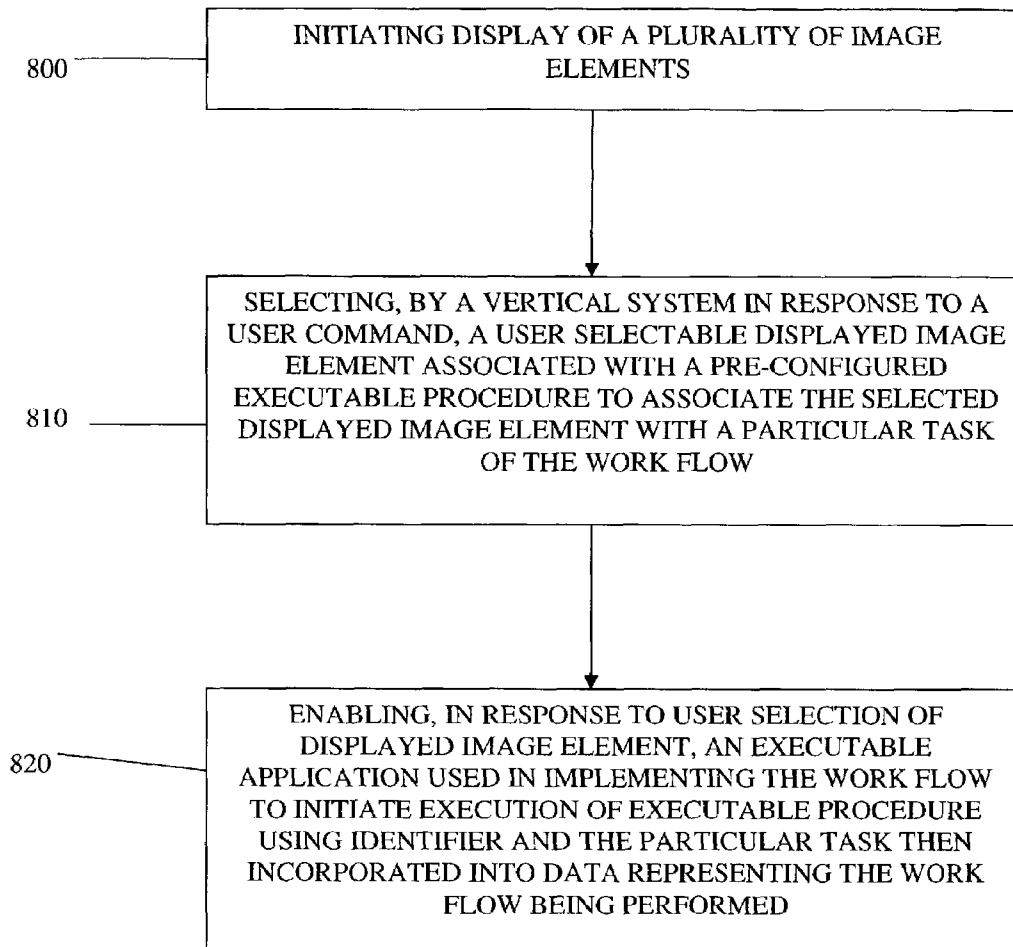 INITIATING DISPLAY OF A PLURALITY OF IMAGE
ELEMENTS
800
SELECTING, BY A VERTICAL SYSTEM IN RESPONSE TO A
USER COMMAND, A USER SELECTABLE DISPLAYED IMAGE
ELEMENT ASSOCIATED WITH A PRE-CONFIGURED
EXECUTABLE PROCEDURE TO ASSOCIATE THE SELECTED
DISPLAYED IMAGE ELEMENT WITH A PARTICULAR TASK
OF THE WORK FLOW
810
ENABLING, IN RESPONSE TO USER SELECTION OF
DISPLAYED IMAGE ELEMENT, AN EXECUTABLE
APPLICATION USED IN IMPLEMENTING THE WORK FLOW
TO INITIATE EXECUTION OF EXECUTABLE PROCEDURE
USING IDENTIFIER AND THE PARTICULAR TASK THEN
INCORPORATED INTO DATA REPRESENTING THE WORK
FLOW BEING PERFORMED
820